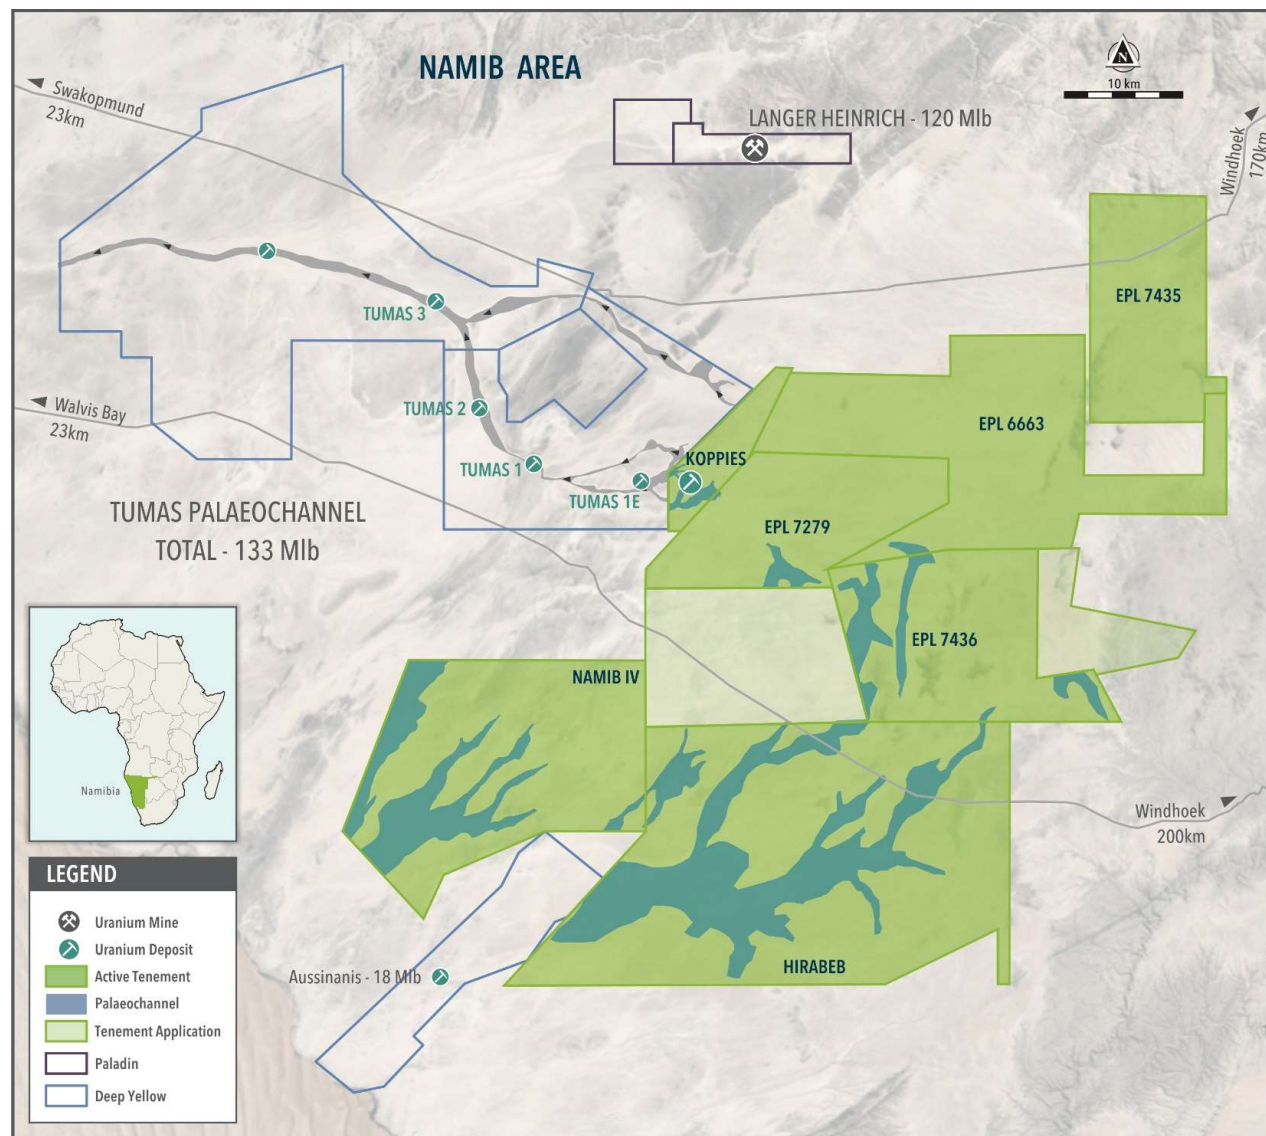 NAMIB AREA
N
10 km
Swakopmund
23km
LANGER HEINRICH - 120 Mlb
Windhoek
170km
EPL 7435
TUMAS 3
EPL 6663
Walvis Bay
23km
TUMAS 2
TUMAS 1
KOPPIES
TUMAS 1E
TUMAS PALAEOCHANNEL
TOTAL - 133 Mlb
EPL 7279
EPL 7436
NAMIB IV
Namibia
Windhoek
200km
HIRABEB
Aussinanis - 18 Mlb
LEGEND
Uranium Mine
Uranium Deposit
Active Tenement
Palaeochannel
Tenement Application
Paladin
Deep Yellow